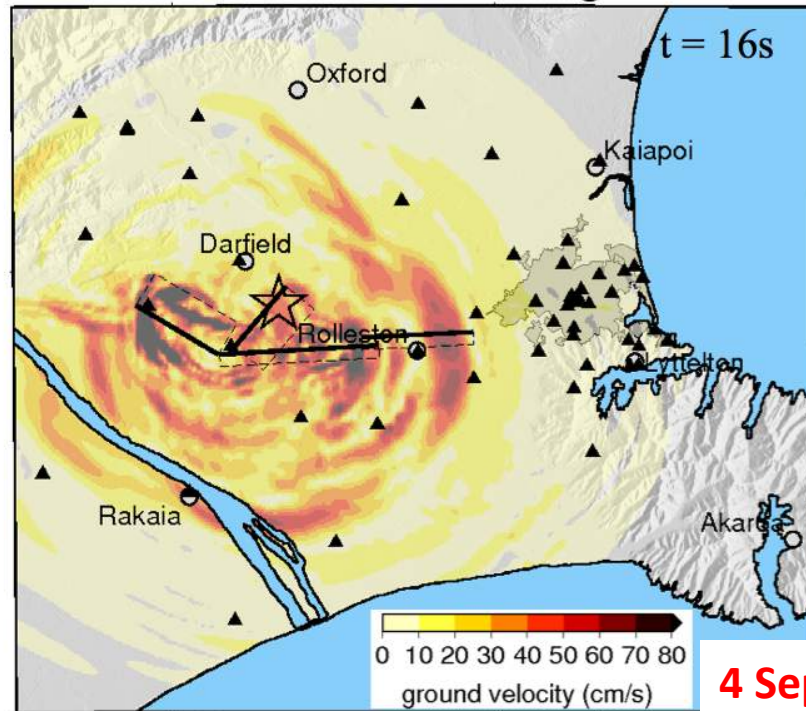 t = 16s
Oxford
Kaiapoi
Darfield
Rolleston
Lyttelton
Rakaia
Akaroa
0 10 20 30 40 50 60 70 80
ground velocity (cm/s)
4 Sep